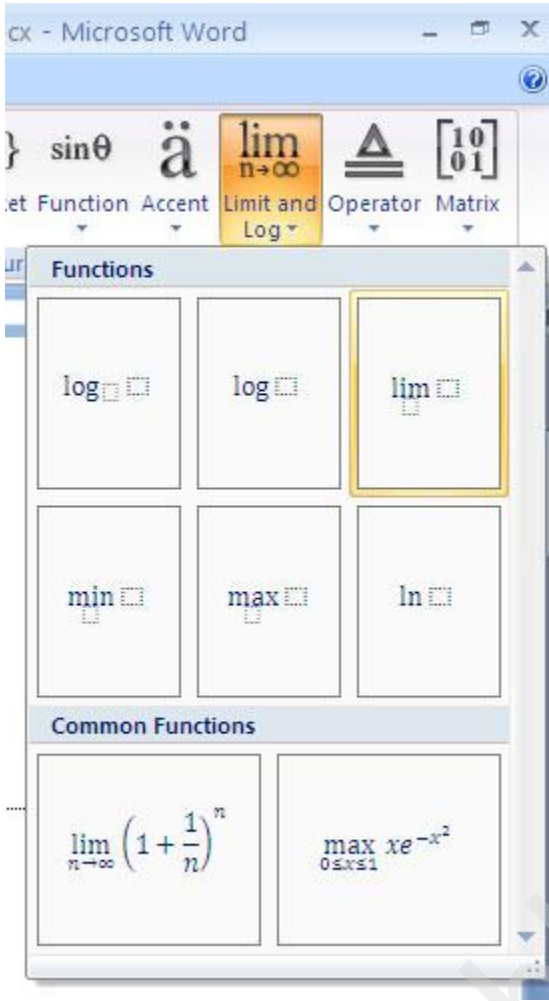 cx - Microsoft Word
} sinθ ä lim n→∞ [1 0 0 1]
et Function Accent Limit and Log Operator Matrix
ur
Functions
log log lim
min max ln
Common Functions
lim n→∞ (1 + 1/n)^n max 0≤x≤1 xe^-x^2